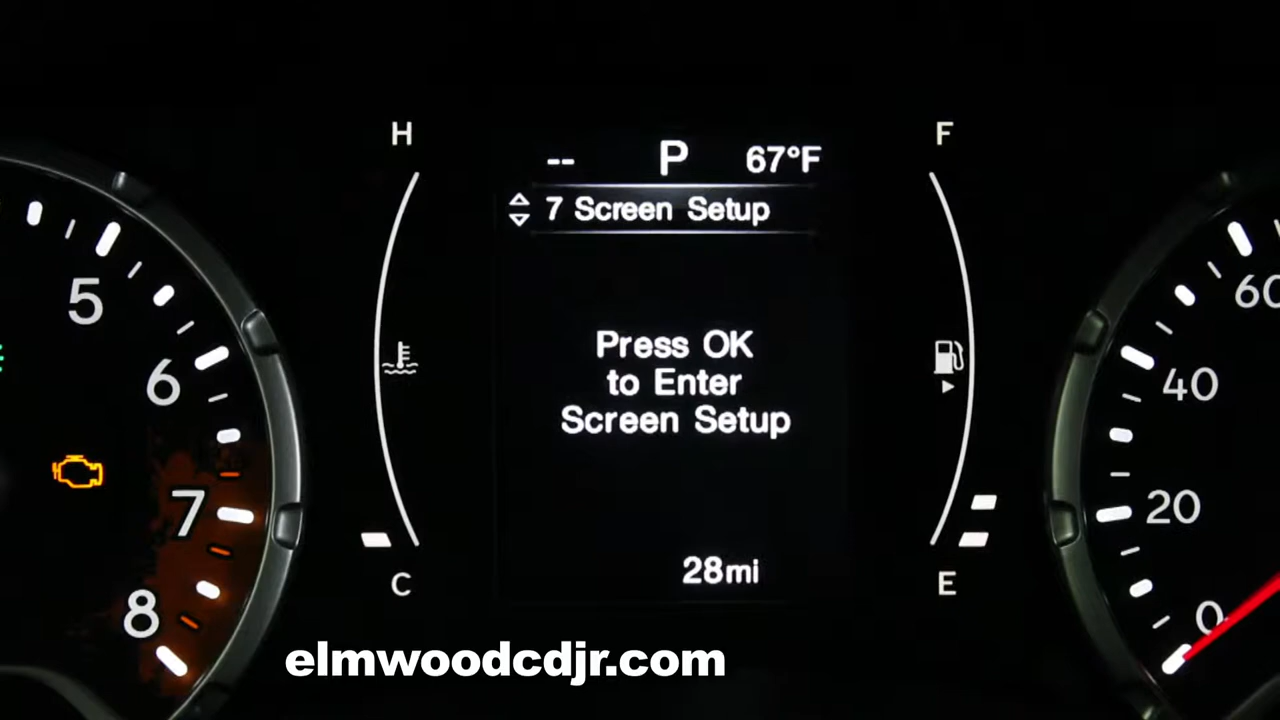 H
F
-- P 67°F
7 Screen Setup
5
60
Press OK
to Enter
Screen Setup
6
40
7
20
28mi
C
E
8
0
elmwoodcdjr.com